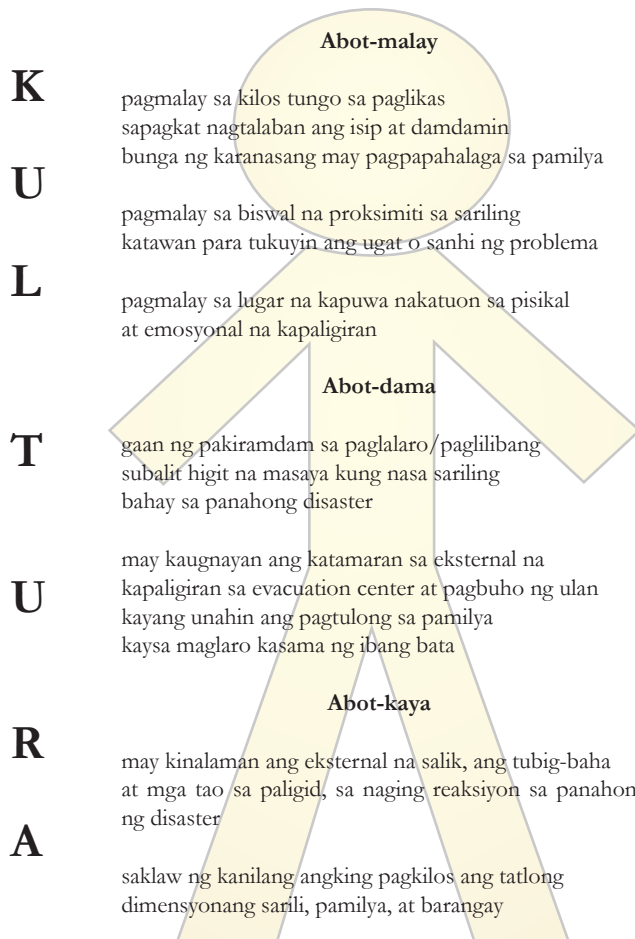 Abot-malay
K
pagmalay sa kilos tungo sa paglikas
sapagkat nagtalaban ang isip at damdamin
bunga ng karanasang may pagpapahalaga sa pamilya
U
pagmalay sa biswal na proksimiti sa sariling
katawan para tukuyin ang ugat o sanhi ng problema
L
pagmalay sa lugar na kapuwa nakatuon sa pisikal
at emosyonal na kapaligiran
Abot-dama
T
gaan ng pakiramdam sa paglalaro/paglilibang
subalit higit na masaya kung nasa sariling
bahay sa panahong disaster
U
may kaugnayan ang katamaran sa eksternal na
kapaligiran sa evacuation center at pagbuho ng ulan
kayang unahin ang pagtulong sa pamilya
kaysa maglaro kasama ng ibang bata
Abot-kaya
R
may kinalaman ang eksternal na salik, ang tubig-baha
at mga tao sa paligid, sa naging reaksiyon sa panahon
ng disaster
A
saklaw ng kanilang angking pagkilos ang tatlong
dimensyonang sarili, pamilya, at barangay